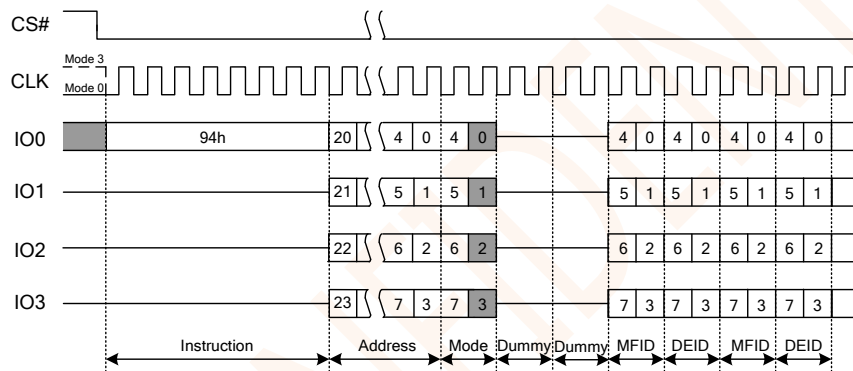 CS#
Mode 3
CLK
Mode 0
IO0 94h 20 4 0 4 0 4 0 4 0 4 0 4 0
IO1 21 5 1 5 1 5 1 5 1 5 1 5 1
IO2 22 6 2 6 2 6 2 6 2 6 2 6 2
IO3 23 7 3 7 3 7 3 7 3 7 3 7 3
Instruction Address Mode Dummy Dummy MFID DEID MFID DEID